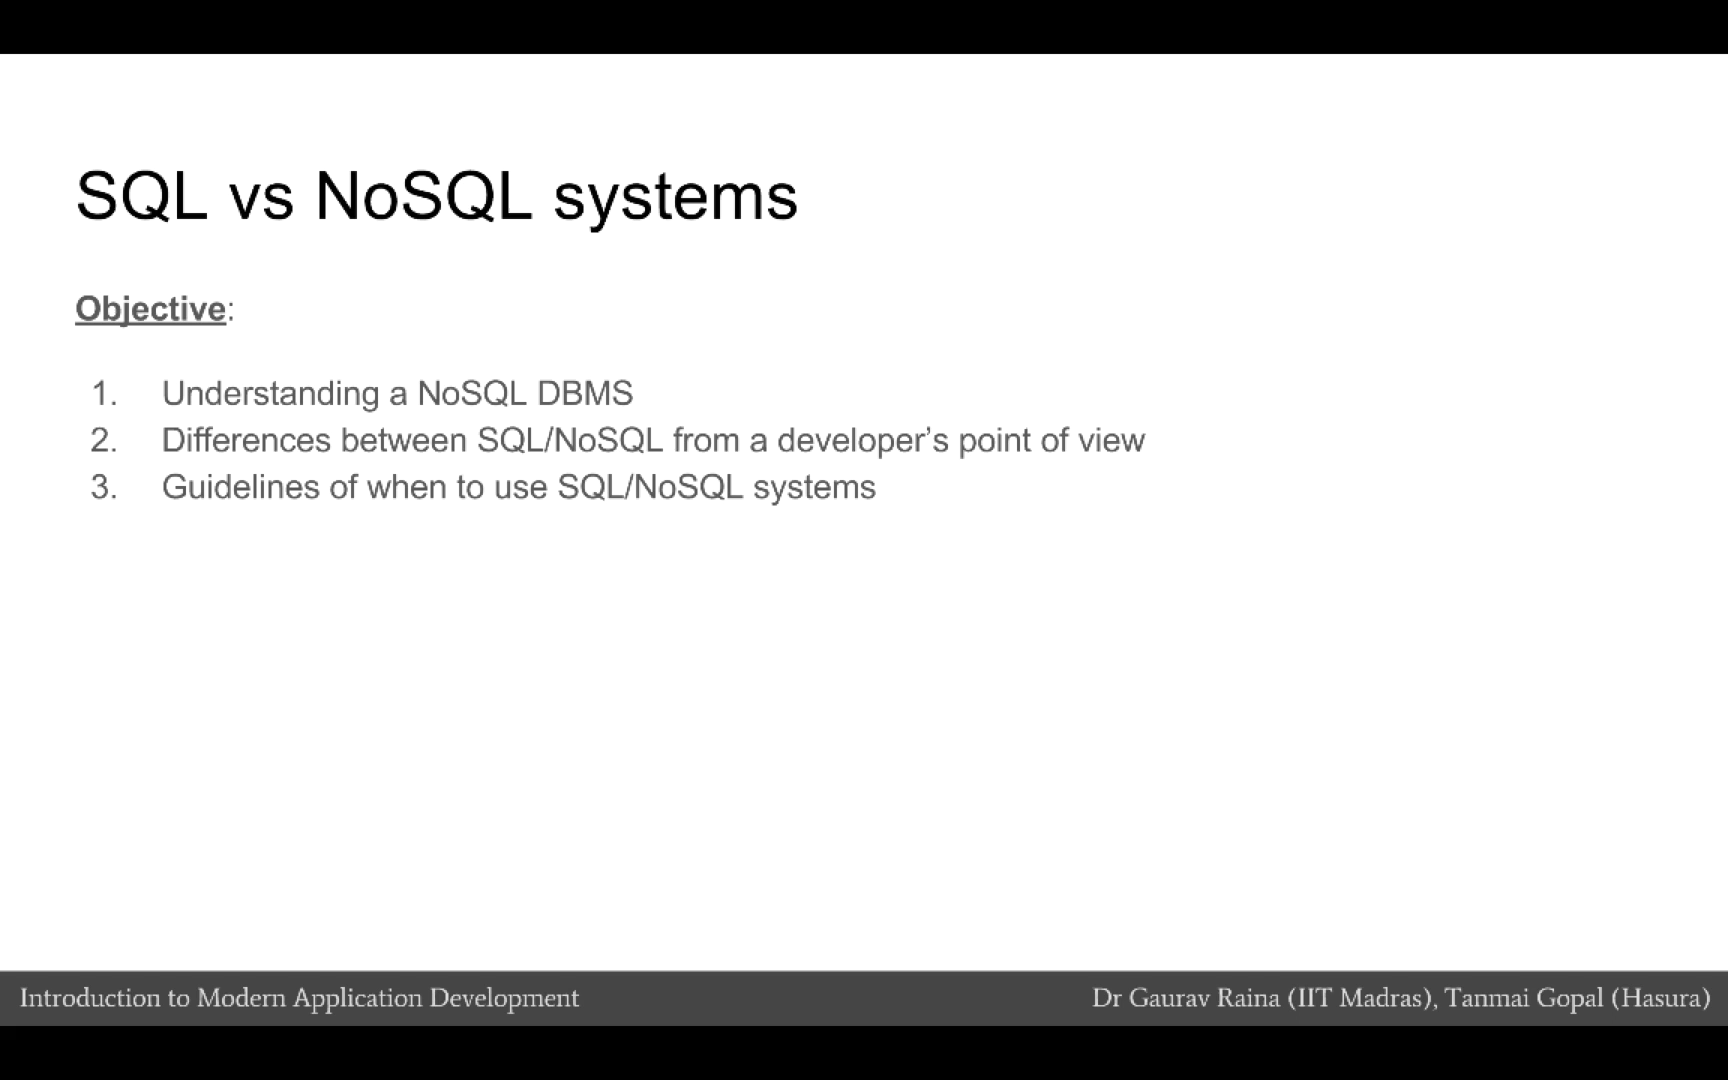 SQL vs NoSQL systems
Objective:
1. Understanding a NoSQL DBMS
2. Differences between SQL/NoSQL from a developer’s point of view
3. Guidelines of when to use SQL/NoSQL systems
Introduction to Modern Application Development
Dr Gaurav Raina (IIT Madras), Tanmai Gopal (Hasura)